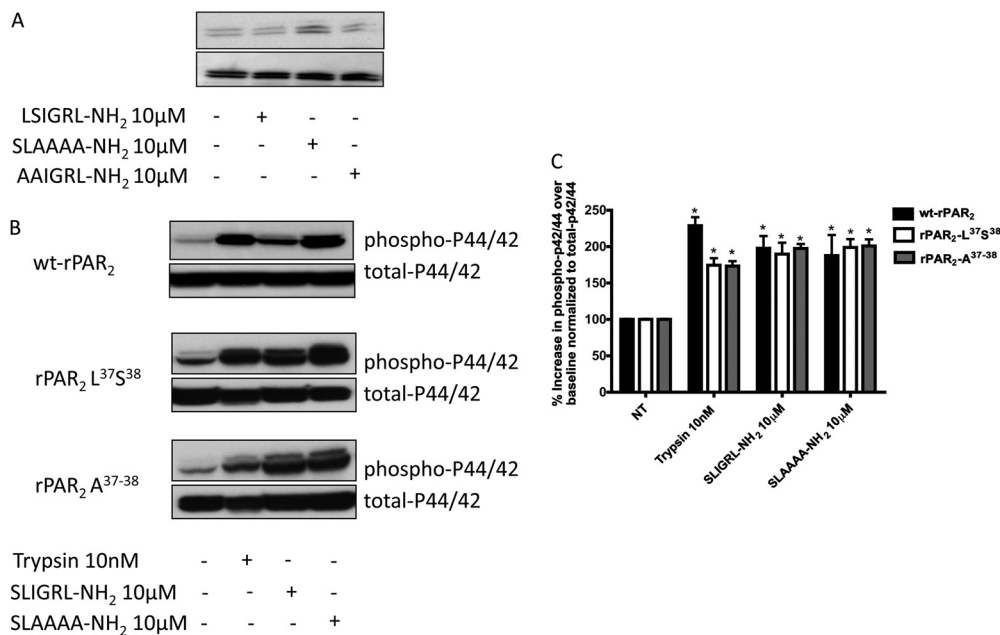 A
LSIGRL-NH₂ 10µM - + - -
SLAAAA-NH₂ 10µM - - + -
AAIGRL-NH₂ 10µM - - - +
B
wt-rPAR₂
phospho-P44/42
total-P44/42
rPAR₂ L³⁷S³⁸
phospho-P44/42
total-P44/42
rPAR₂ A³⁷⁻³⁸
phospho-P44/42
total-P44/42
Trypsin 10nM - + - -
SLIGRL-NH₂ 10µM - - + -
SLAAAA-NH₂ 10µM - - - +
C
% Increase in phospho-p42/44 over
baseline normalized to total-p42/44
250
200
150
100
50
0
* * * * * * * * *
NT
Trypsin 10nM
SLIGRL-NH₂ 10µM
SLAAAA-NH₂ 10µM
wt-rPAR₂
rPAR₂-L³⁷S³⁸
rPAR₂-A³⁷⁻³⁸